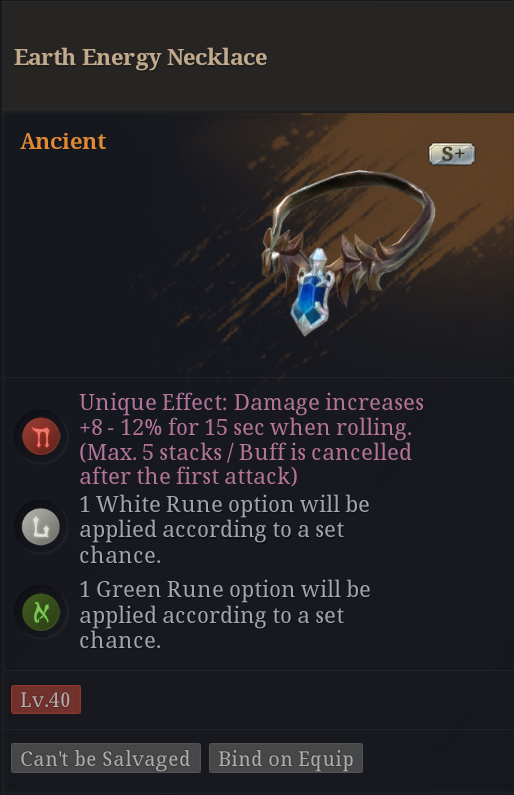 Earth Energy Necklace
Ancient
S+
Unique Effect: Damage increases
+8 - 12% for 15 sec when rolling.
(Max. 5 stacks / Buff is cancelled
after the first attack)
1 White Rune option will be
applied according to a set
chance.
1 Green Rune option will be
applied according to a set
chance.
Lv.40
Can't be Salvaged
Bind on Equip